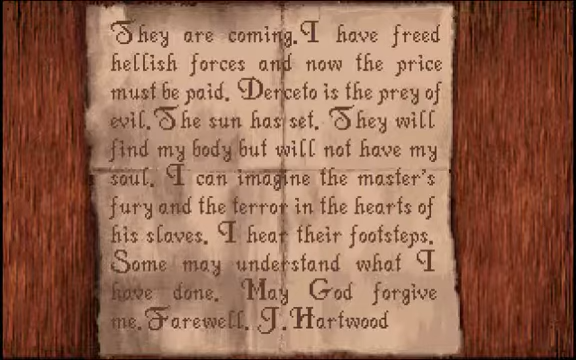 They are coming. I have freed
hellish forces and now the price
must be paid. Derceto is the prey of
evil. The sun has set. They will
find my body but will not have my
soul. I can imagine the master's
fury and the terror in the hearts of
his slaves. I hear their footsteps.
Some may understand what I
have done. May God forgive
me. Farewell. J. Hartwood